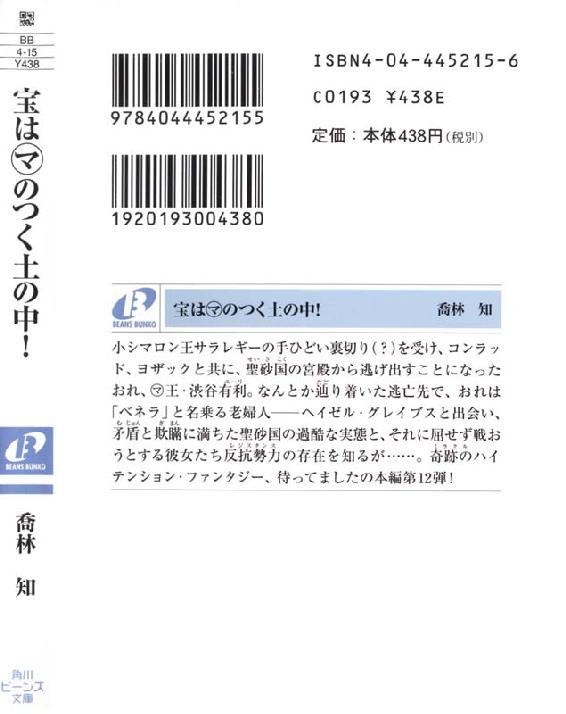 BB
4-15
Y438
宝は㋮のつく土の中!
B
BEANS BUNKO
喬林 知
角川
ビーンズ
文庫
9784044452155
1920193004380
ISBN4-04-445215-6
C0193 ¥438E
定価:本体438円(税別)
B
BEANS BUNKO
宝は㋮のつく土の中! 喬林 知
小シマロン王サラレギーの手ひどい裏切り(?)を受け、コンラッ
ド、ヨザックと共に、聖砂国の宮殿から逃げ出すことになった
おれ、㋮王・渋谷有利。なんとか辿り着いた逃亡先で、おれは
「ベネラ」と名乗る老婦人――ヘイゼル・グレイブスと出会い、
矛盾と欺瞞に満ちた聖砂国の過酷な実態と、それに屈せず戦お
うとする彼女たち反抗勢力の存在を知るが……。奇跡のハイ
テンション・ファンタジー、待ってましたの本編第12弾!